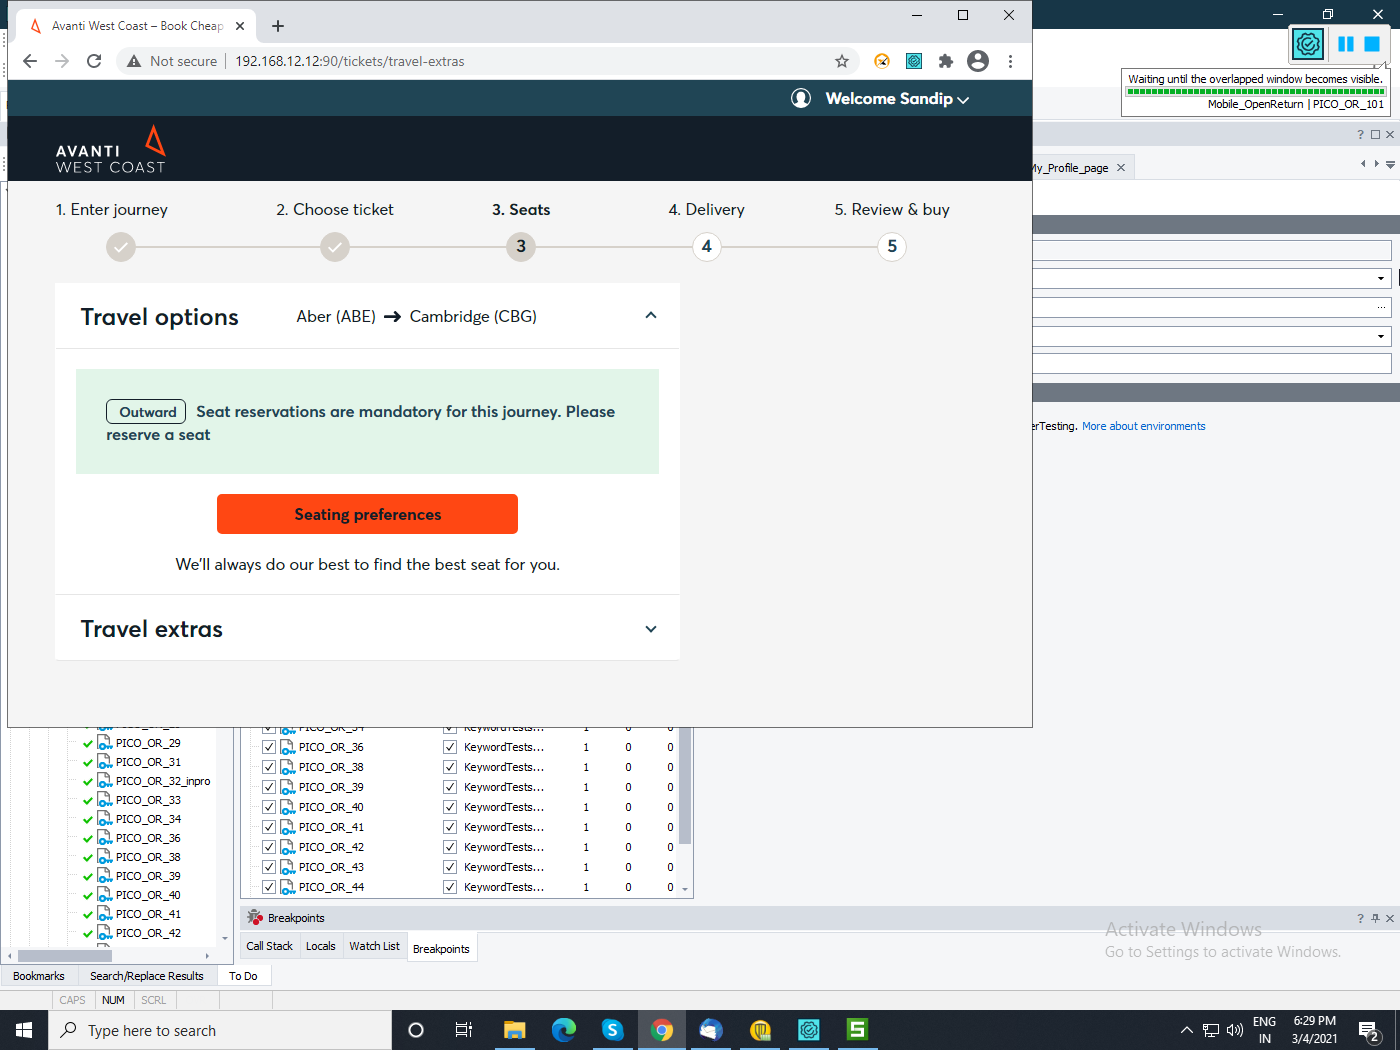 Avanti West Coast – Book Cheap
Not secure
192.168.12.12:90/tickets/travel-extras
Waiting until the overlapped window becomes visible.
Mobile_OpenReturn | PICO_OR_101
Welcome Sandip
AVANTI
WEST COAST
My_Profile_page
1. Enter journey
2. Choose ticket
3. Seats
4. Delivery
5. Review & buy
3
4
5
Travel options
Aber (ABE) → Cambridge (CBG)
Outward Seat reservations are mandatory for this journey. Please
reserve a seat
Seating preferences
We'll always do our best to find the best seat for you.
Travel extras
erTesting. More about environments
PICO_OR_29
PICO_OR_31
PICO_OR_32_inpro
PICO_OR_33
PICO_OR_34
PICO_OR_36
PICO_OR_38
PICO_OR_39
PICO_OR_40
PICO_OR_41
PICO_OR_42
PICO_OR_34 KeywordTests... 1 0 0
PICO_OR_36 KeywordTests... 1 0 0
PICO_OR_38 KeywordTests... 1 0 0
PICO_OR_39 KeywordTests... 1 0 0
PICO_OR_40 KeywordTests... 1 0 0
PICO_OR_41 KeywordTests... 1 0 0
PICO_OR_42 KeywordTests... 1 0 0
PICO_OR_43 KeywordTests... 1 0 0
PICO_OR_44 KeywordTests... 1 0 0
Breakpoints
Call Stack
Locals
Watch List
Breakpoints
Activate Windows
Go to Settings to activate Windows.
Bookmarks
Search/Replace Results
To Do
CAPS
NUM
SCRL
Type here to search
ENG
IN
6:29 PM
3/4/2021
2